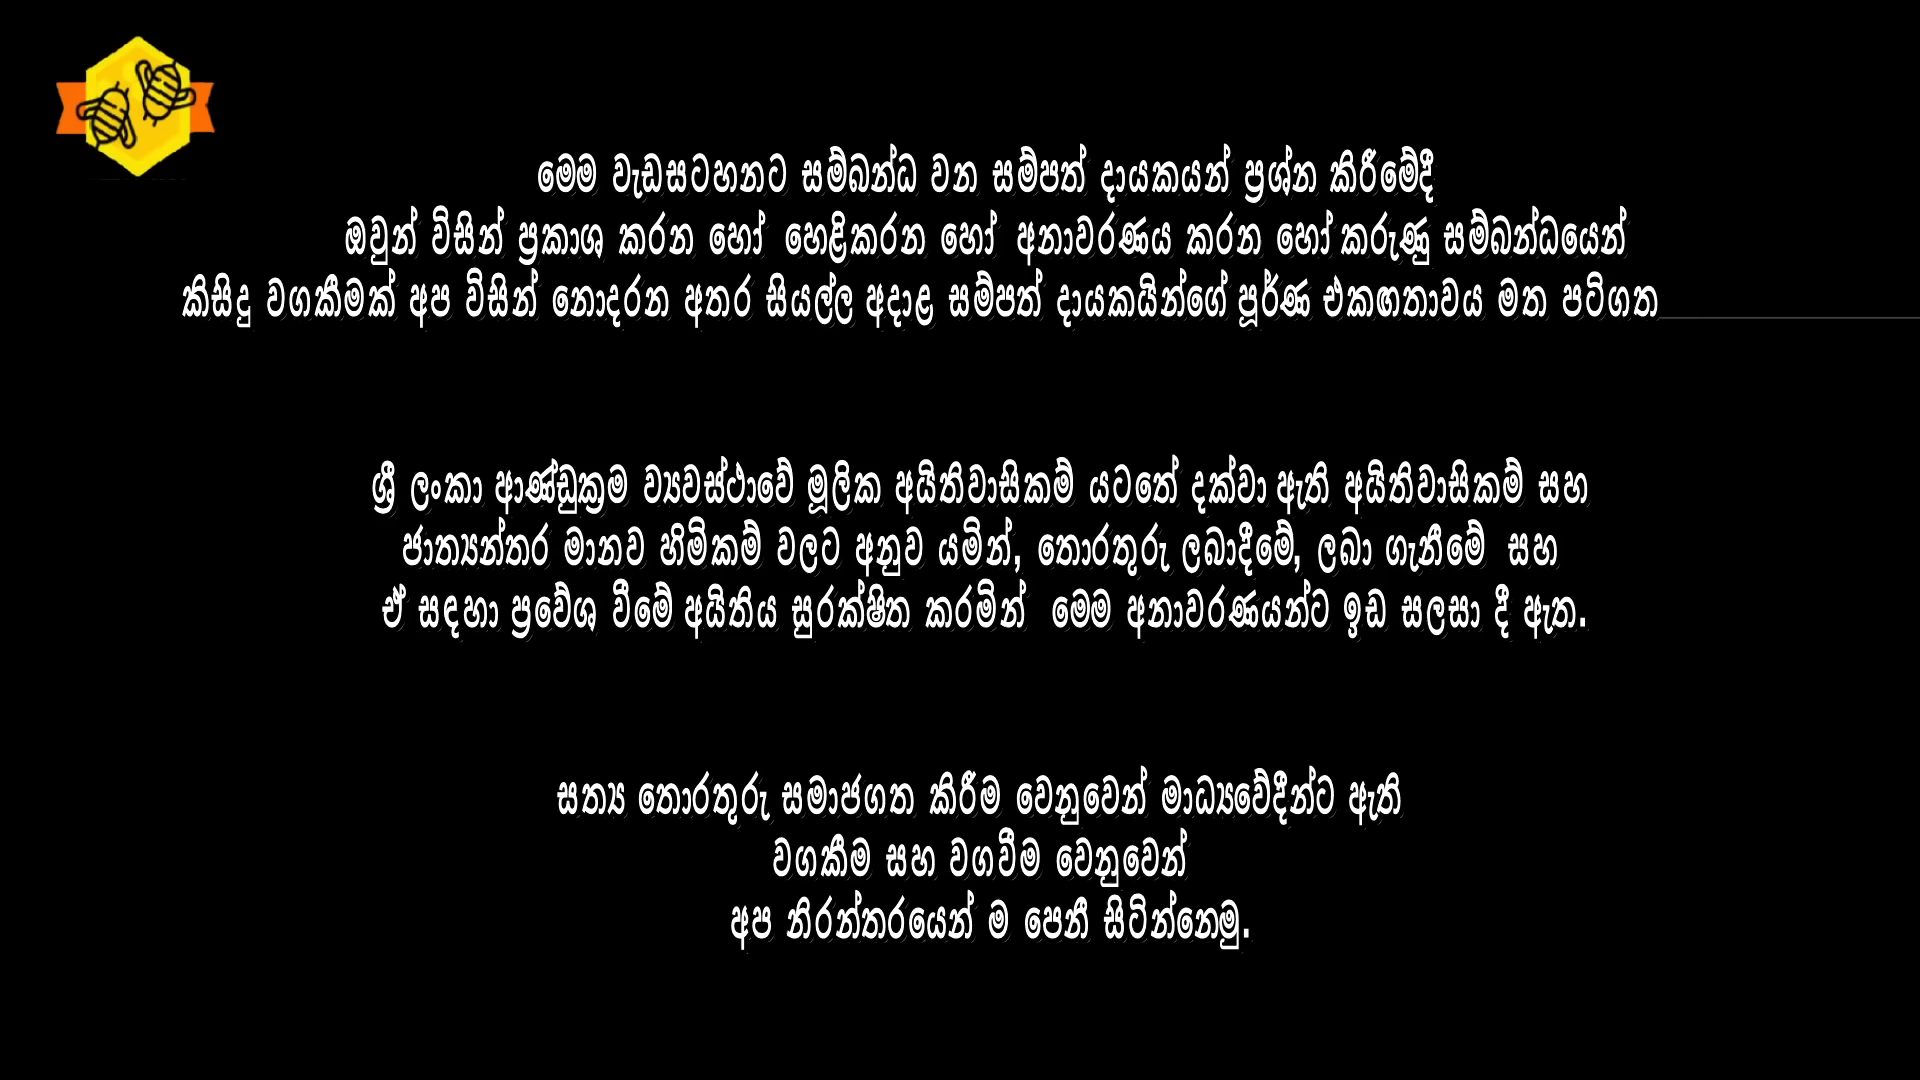 මෙම වැඩසටහනට සම්බන්ධ වන සම්පත් දායකයන් ප්‍රශ්න කිරීමේදී
ඔවුන් විසින් ප්‍රකාශ කරන හෝ හෙළිකරන හෝ අනාවරණය කරන හෝ කරුණු සම්බන්ධයෙන්
කිසිදු වගකීමක් අප විසින් නොදරන අතර සියල්ල අදාළ සම්පත් දායකයින්ගේ පූර්ණ එකඟතාවය මත පටිගත
ශ්‍රී ලංකා ආණ්ඩුක්‍රම ව්‍යවස්ථාවේ මූලික අයිතිවාසිකම් යටතේ දක්වා ඇති අයිතිවාසිකම් සහ
ජාත්‍යන්තර මානව හිමිකම් වලට අනුව යමින්, තොරතුරු ලබාදීමේ, ලබා ගැනීමේ සහ
ඒ සඳහා ප්‍රවේශ වීමේ අයිතිය සුරක්ෂිත කරමින් මෙම අනාවරණයන්ට ඉඩ සලසා දී ඇත.
සත්‍ය තොරතුරු සමාජගත කිරීම වෙනුවෙන් මාධ්‍යවේදීන්ට ඇති
වගකීම සහ වගවීම වෙනුවෙන්
අප නිරන්තරයෙන් ම පෙනී සිටින්නෙමු.